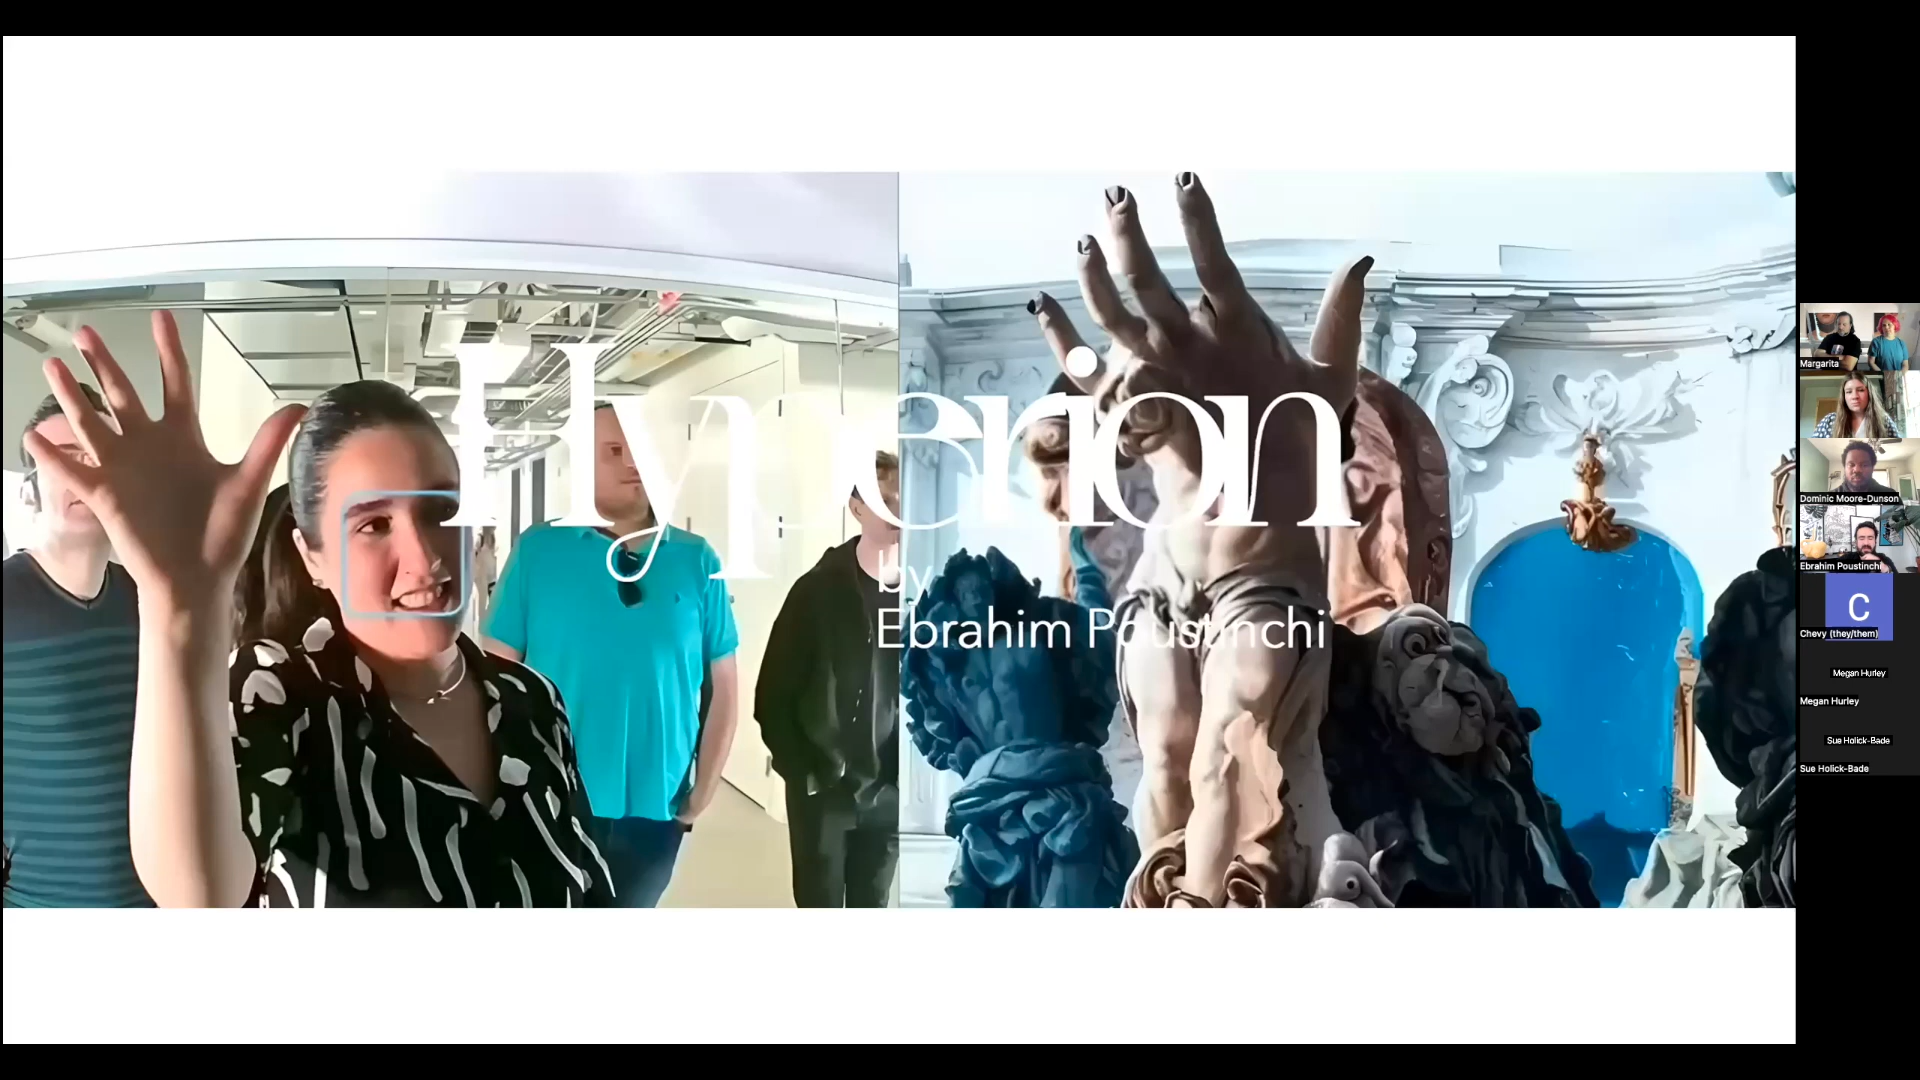 Hyperion
by
Ebrahim Poustinchi
Margarita
Dominic Moore-Dunson
Ebrahim Poustinchi
C
Chevy (they/them)
Megan Hurley
Megan Hurley
Sue Holick-Bade
Sue Holick-Bade